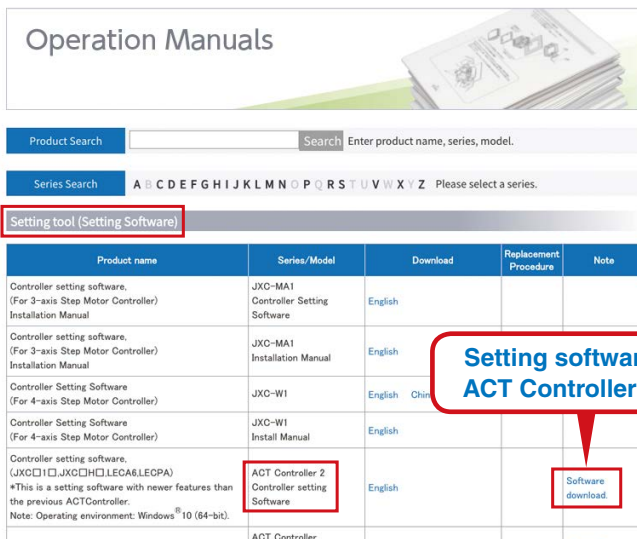 Operation Manuals
Product Search
Search
Enter product name, series, model.
Series Search
A B C D E F G H I J K L M N O P Q R S T U V W X Y Z
Please select a series.
Setting tool (Setting Software)
Product name
Series/Model
Download
Replacement
Procedure
Note
Controller setting software,
(For 3-axis Step Motor Controller)
Installation Manual
JXC-MA1
Controller Setting
Software
English
Controller setting software,
(For 3-axis Step Motor Controller)
Installation Manual
JXC-MA1
Installation Manual
English
Controller Setting Software
(For 4-axis Step Motor Controller)
JXC-W1
English Chin
Controller Setting Software
(For 4-axis Step Motor Controller)
JXC-W1
Install Manual
English
Setting softwar
ACT Controller
Controller setting software,
(JXC□1□,JXC□H□,LECA6,LECPA)
*This is a setting software with newer features than
the previous ACTController.
Note: Operating environment: Windows®10 (64-bit).
ACT Controller 2
Controller setting
Software
English
Software
download.
ACT Controller